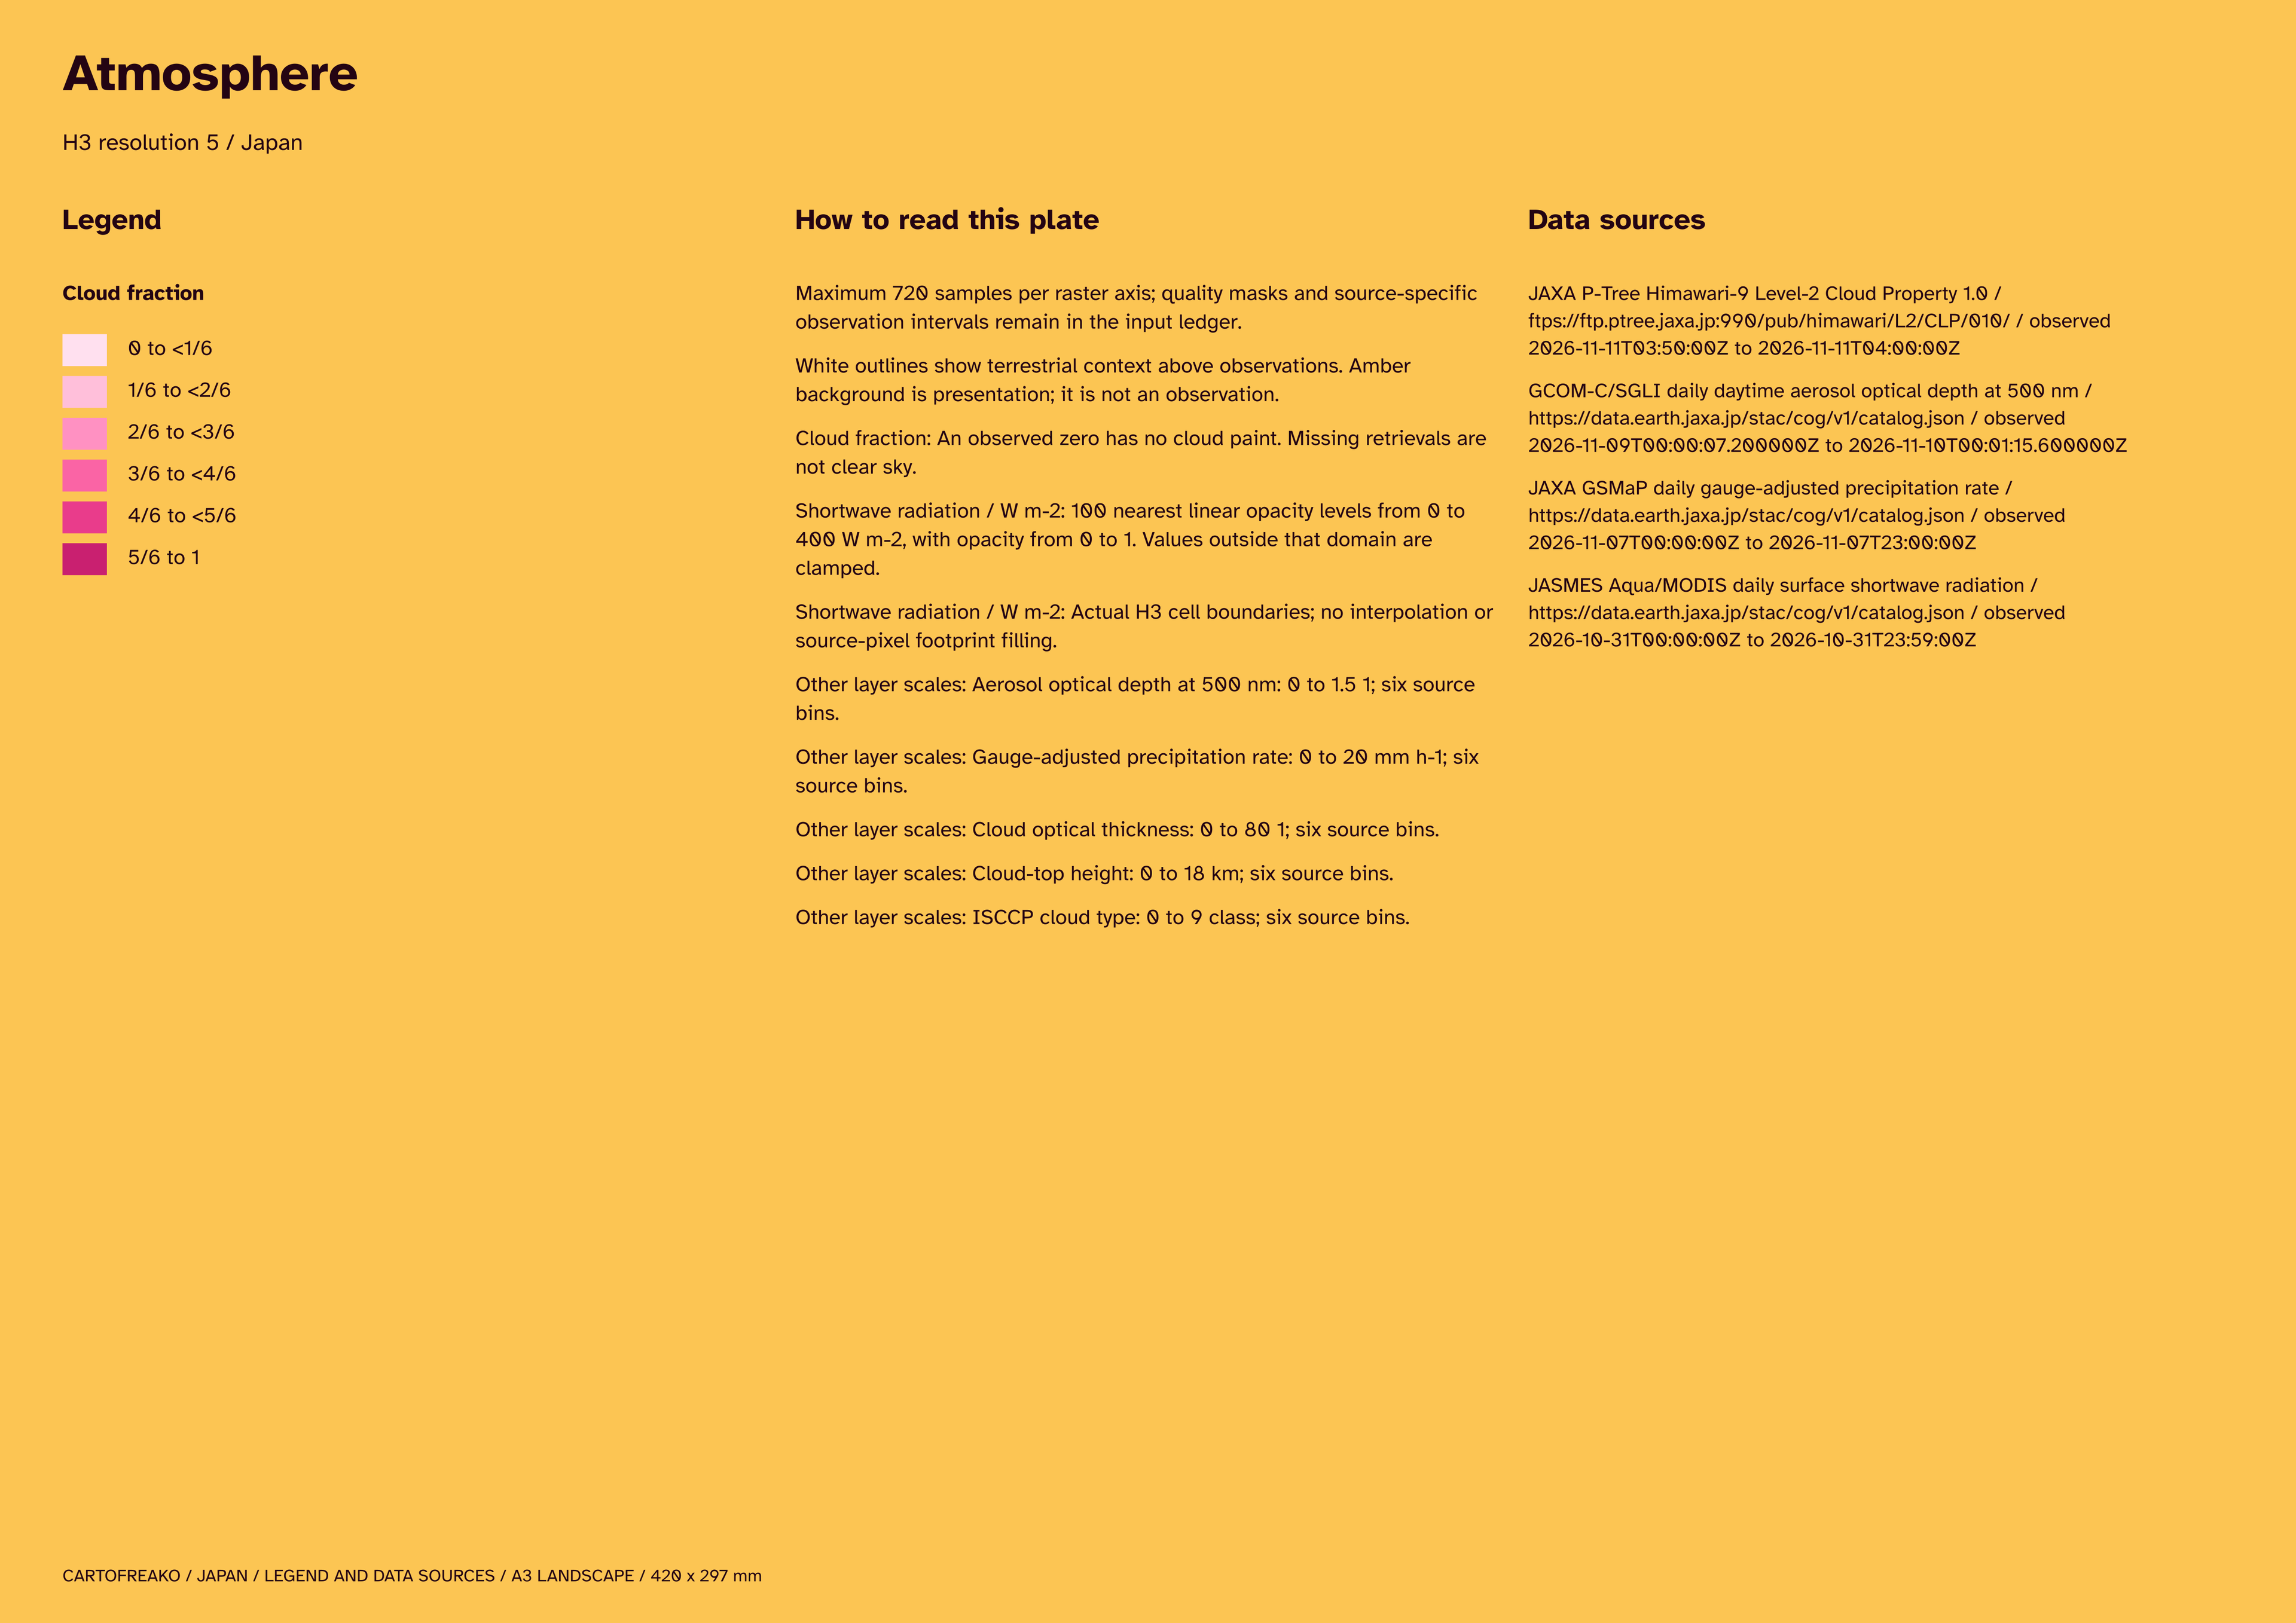 Atmosphere
H3 resolution 5 / Japan
Legend
Cloud fraction
0 to <1/6
1/6 to <2/6
2/6 to <3/6
3/6 to <4/6
4/6 to <5/6
5/6 to 1
How to read this plate
Maximum 720 samples per raster axis; quality masks and source-specific
observation intervals remain in the input ledger.
White outlines show terrestrial context above observations. Amber
background is presentation; it is not an observation.
Cloud fraction: An observed zero has no cloud paint. Missing retrievals are
not clear sky.
Shortwave radiation / W m-2: 100 nearest linear opacity levels from 0 to
400 W m-2, with opacity from 0 to 1. Values outside that domain are
clamped.
Shortwave radiation / W m-2: Actual H3 cell boundaries; no interpolation or
source-pixel footprint filling.
Other layer scales: Aerosol optical depth at 500 nm: 0 to 1.5 1; six source
bins.
Other layer scales: Gauge-adjusted precipitation rate: 0 to 20 mm h-1; six
source bins.
Other layer scales: Cloud optical thickness: 0 to 80 1; six source bins.
Other layer scales: Cloud-top height: 0 to 18 km; six source bins.
Other layer scales: ISCCP cloud type: 0 to 9 class; six source bins.
Data sources
JAXA P-Tree Himawari-9 Level-2 Cloud Property 1.0 /
ftps://ftp.ptree.jaxa.jp:990/pub/himawari/L2/CLP/010/ / observed
2026-11-11T03:50:00Z to 2026-11-11T04:00:00Z
GCOM-C/SGLI daily daytime aerosol optical depth at 500 nm /
https://data.earth.jaxa.jp/stac/cog/v1/catalog.json / observed
2026-11-09T00:00:07.200000Z to 2026-11-10T00:01:15.600000Z
JAXA GSMaP daily gauge-adjusted precipitation rate /
https://data.earth.jaxa.jp/stac/cog/v1/catalog.json / observed
2026-11-07T00:00:00Z to 2026-11-07T23:00:00Z
JASMES Aqua/MODIS daily surface shortwave radiation /
https://data.earth.jaxa.jp/stac/cog/v1/catalog.json / observed
2026-10-31T00:00:00Z to 2026-10-31T23:59:00Z
CARTOFREAKO / JAPAN / LEGEND AND DATA SOURCES / A3 LANDSCAPE / 420 x 297 mm